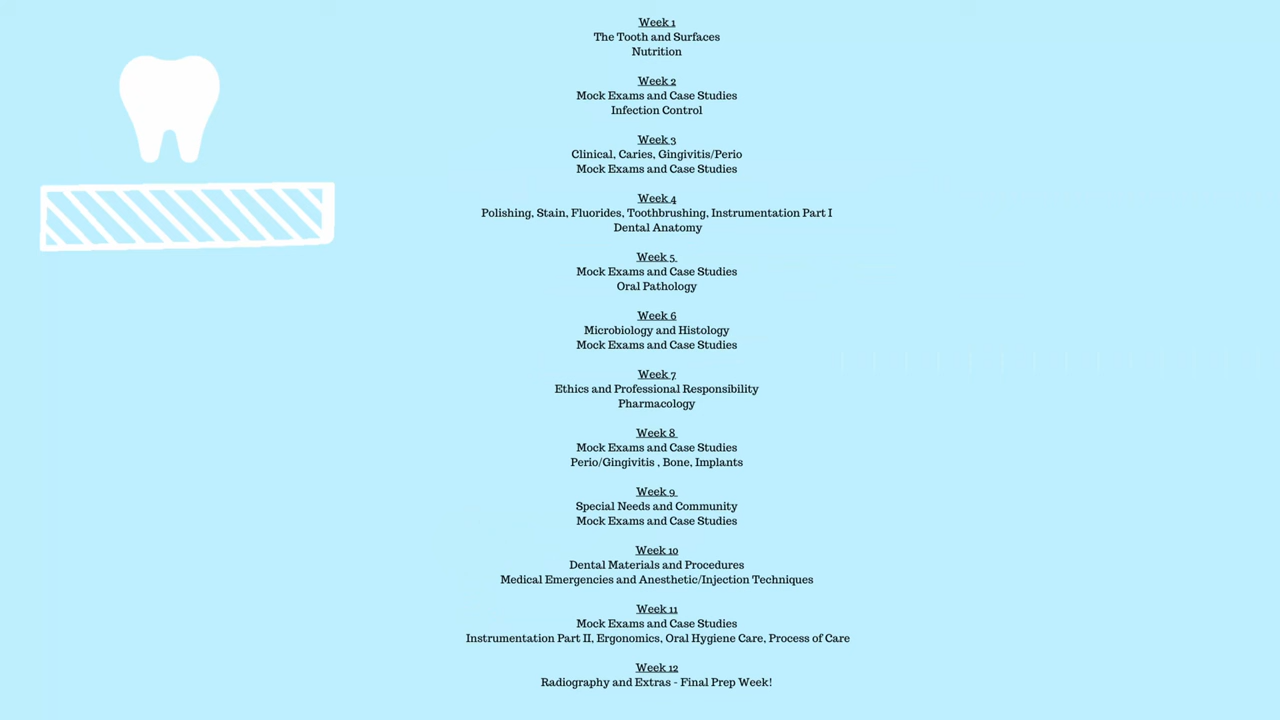 Week 1
The Tooth and Surfaces
Nutrition
Week 2
Mock Exams and Case Studies
Infection Control
Week 3
Clinical, Caries, Gingivitis/Perio
Mock Exams and Case Studies
Week 4
Polishing, Stain, Fluorides, Toothbrushing, Instrumentation Part I
Dental Anatomy
Week 5
Mock Exams and Case Studies
Oral Pathology
Week 6
Microbiology and Histology
Mock Exams and Case Studies
Week 7
Ethics and Professional Responsibility
Pharmacology
Week 8
Mock Exams and Case Studies
Perio/Gingivitis , Bone, Implants
Week 9
Special Needs and Community
Mock Exams and Case Studies
Week 10
Dental Materials and Procedures
Medical Emergencies and Anesthetic/Injection Techniques
Week 11
Mock Exams and Case Studies
Instrumentation Part II, Ergonomics, Oral Hygiene Care, Process of Care
Week 12
Radiography and Extras - Final Prep Week!